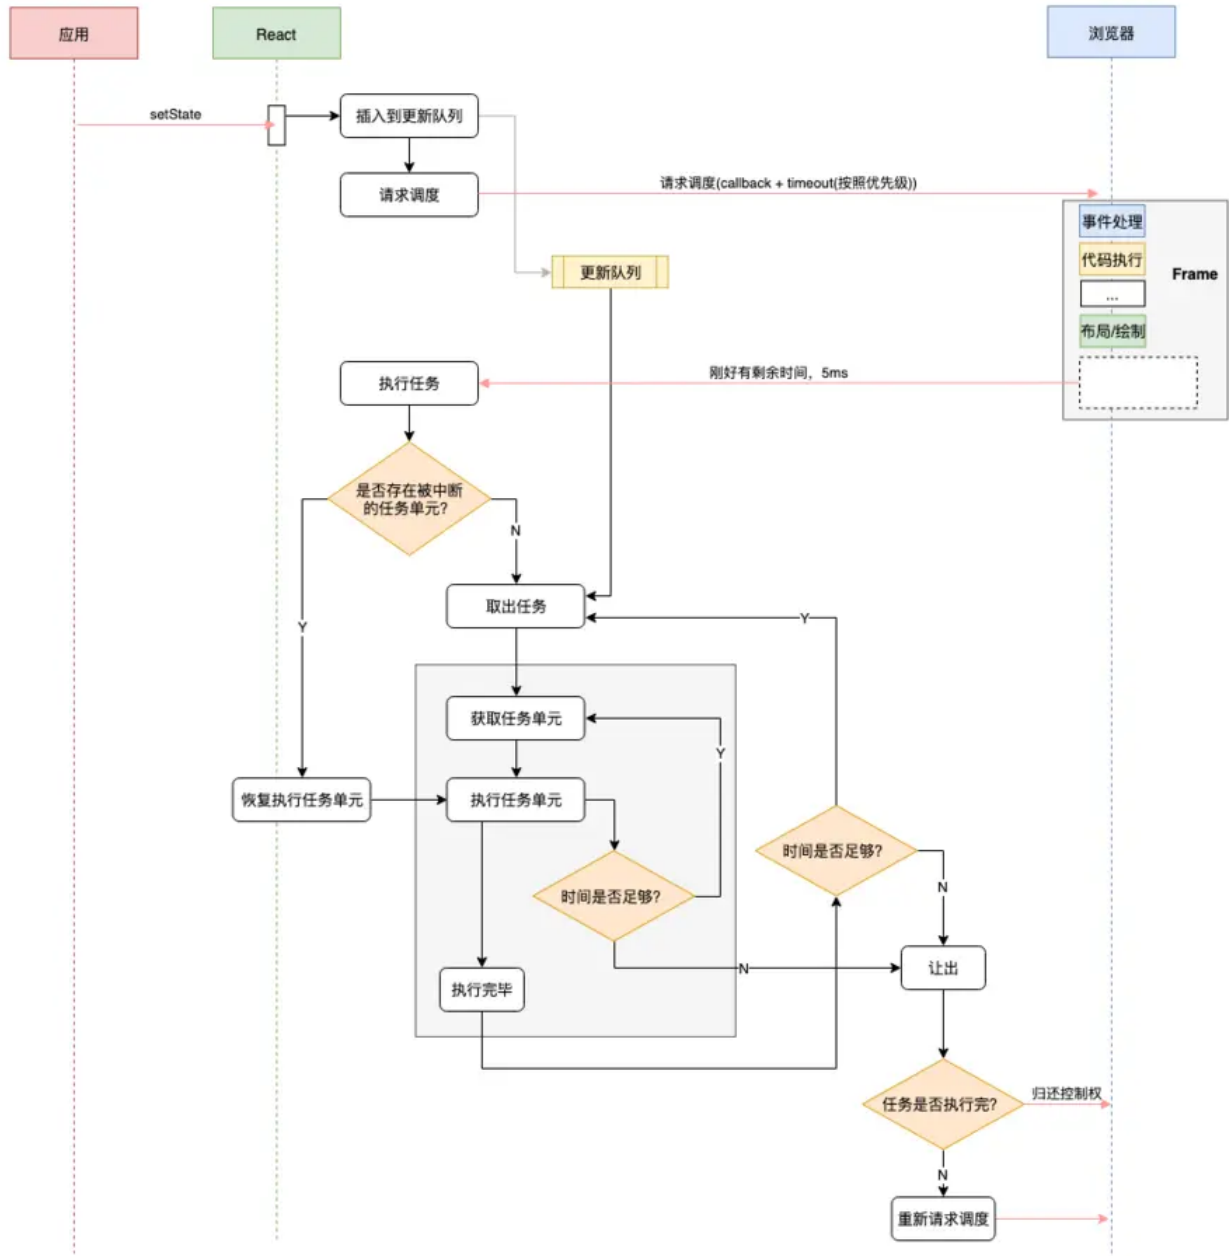 应用
React
浏览器
setState
插入到更新队列
请求调度
请求调度(callback + timeout(按照优先级))
事件处理
代码执行
Frame
...
布局/绘制
更新队列
执行任务
刚好有剩余时间，5ms
是否存在被中断
的任务单元?
N
Y
取出任务
Y
获取任务单元
Y
恢复执行任务单元
执行任务单元
时间是否足够?
时间是否足够?
N
N
让出
执行完毕
任务是否执行完?
归还控制权
N
重新请求调度